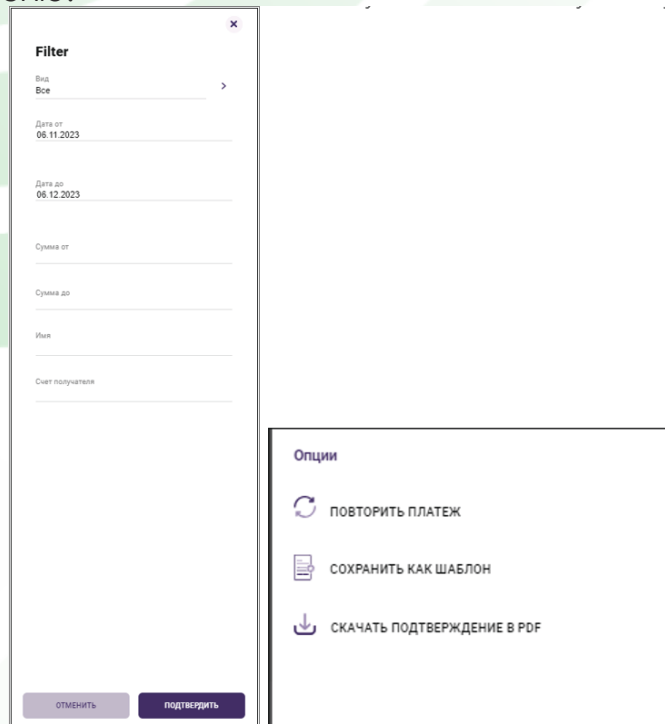 Filter
Вид
Все
Дата от
06.11.2023
Дата до
06.12.2023
Сумма от
Сумма до
Имя
Счет получателя
ОТМЕНИТЬ
ПОДТВЕРДИТЬ
Опции
ПОВТОРИТЬ ПЛАТЕЖ
СОХРАНИТЬ КАК ШАБЛОН
СКАЧАТЬ ПОДТВЕРЖДЕНИЕ В PDF